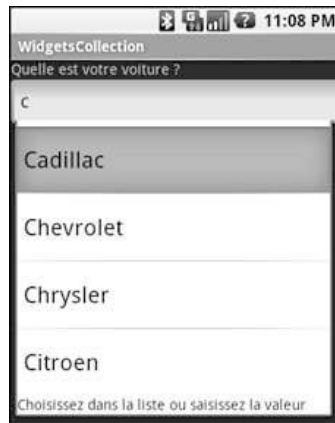 11:08 PM
WidgetsCollection
Quelle est votre voiture ?
c
Cadillac
Chevrolet
Chrysler
Citroen
Choisissez dans la liste ou saisissez la valeur